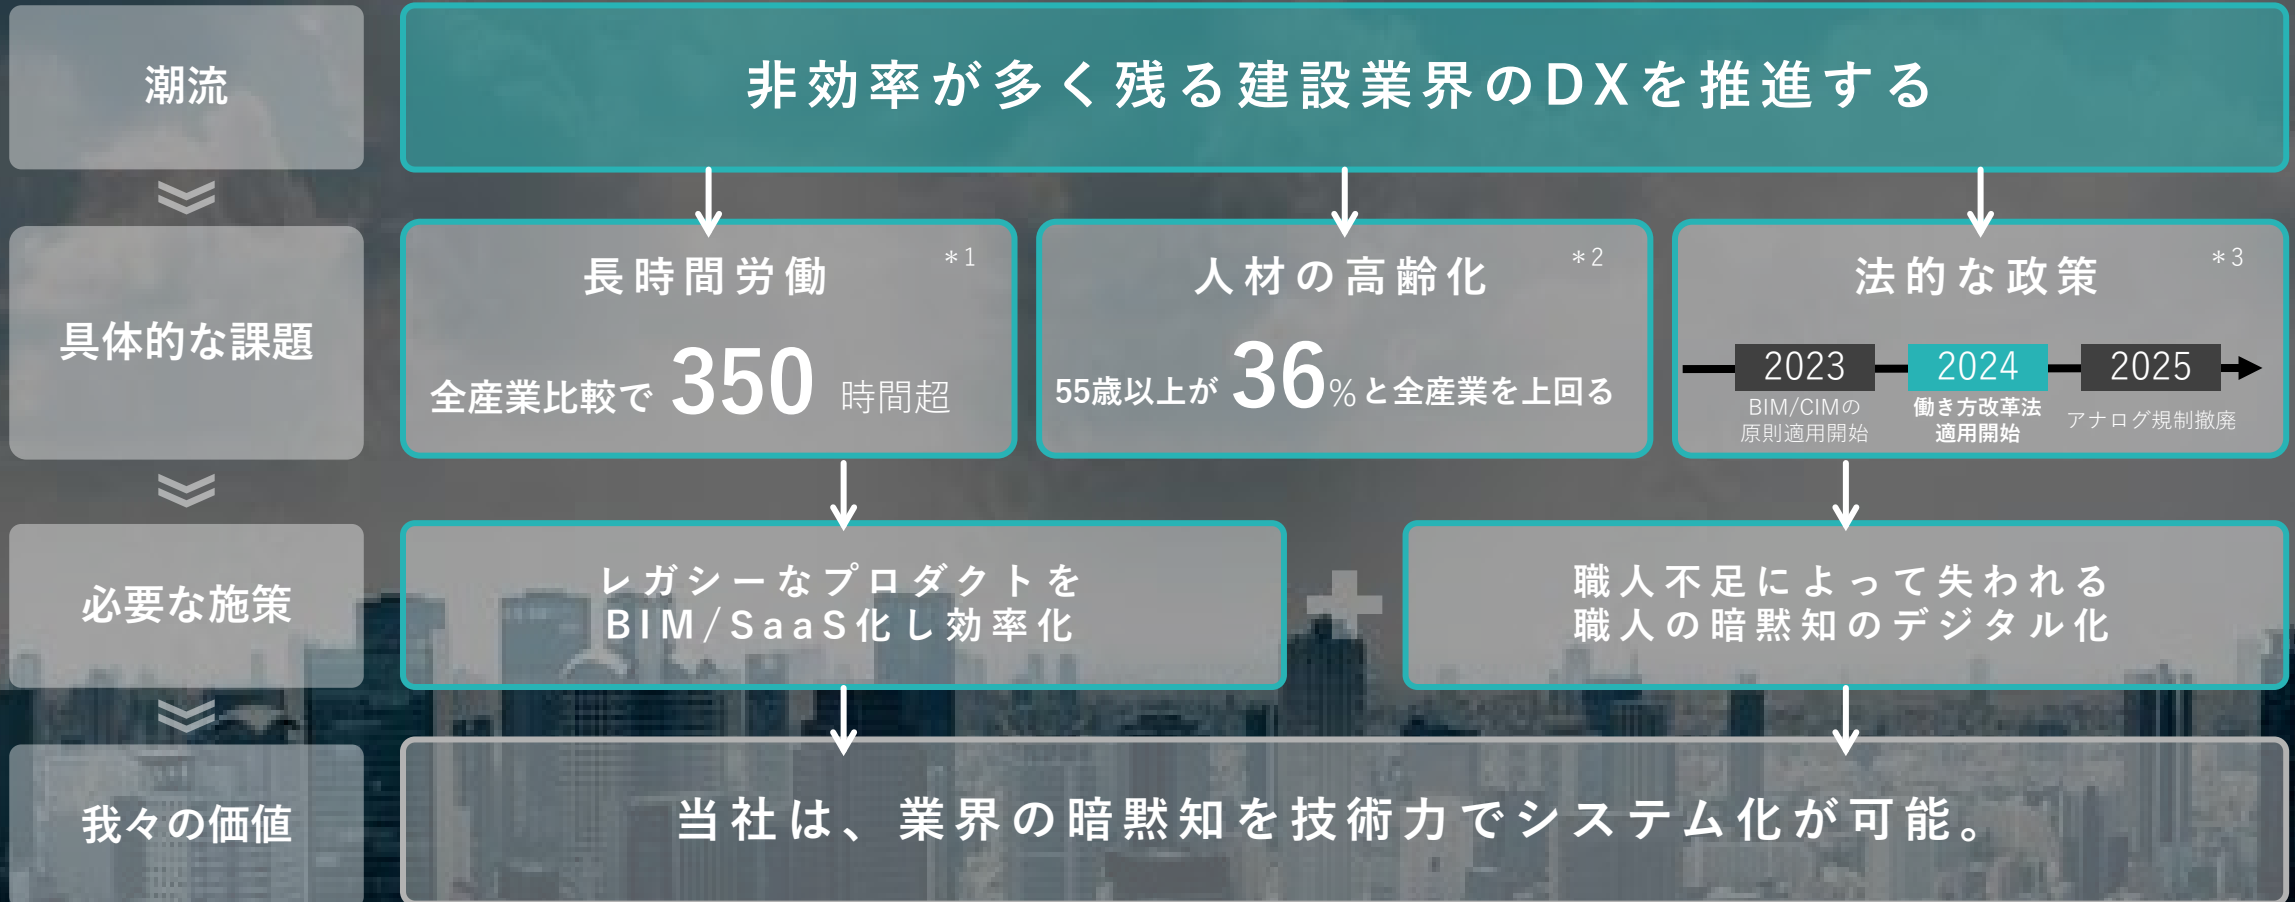 潮流
非効率が多く残る建設業界のDXを推進する
具体的な課題
長時間労働 *1
全産業比較で 350 時間超
人材の高齢化 *2
55歳以上が 36%と全産業を上回る
法的な政策 *3
2023
BIM/CIMの
原則適用開始
2024
働き方改革法
適用開始
2025
アナログ規制撤廃
必要な施策
レガシーなプロダクトを
BIM/SaaS化し効率化
職人不足によって失われる
職人の暗黙知のデジタル化
我々の価値
当社は、業界の暗黙知を技術力でシステム化が可能。